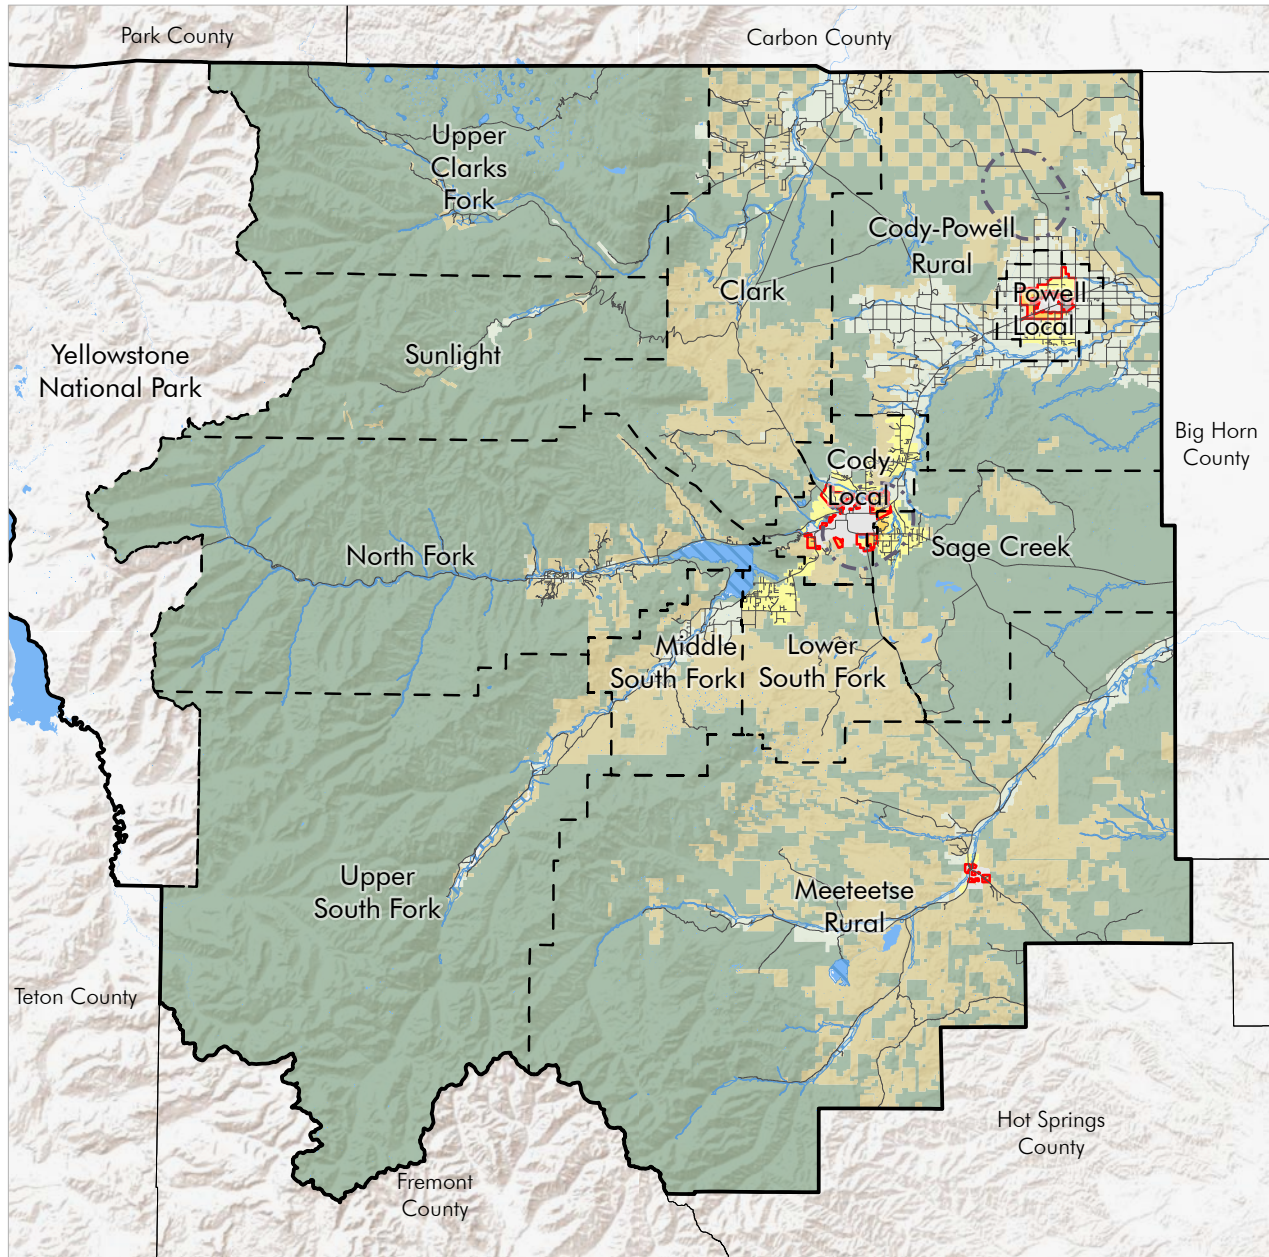 Park County
Carbon County
Upper
Clarks
Fork
Cody-Powell
Rural
Clark
Powell
Local
Yellowstone
National Park
Sunlight
Big Horn
County
Cody
Local
North Fork
Sage Creek
Middle
South Fork
Lower
South Fork
Upper
South Fork
Meeteetse
Rural
Teton County
Hot Springs
County
Fremont
County